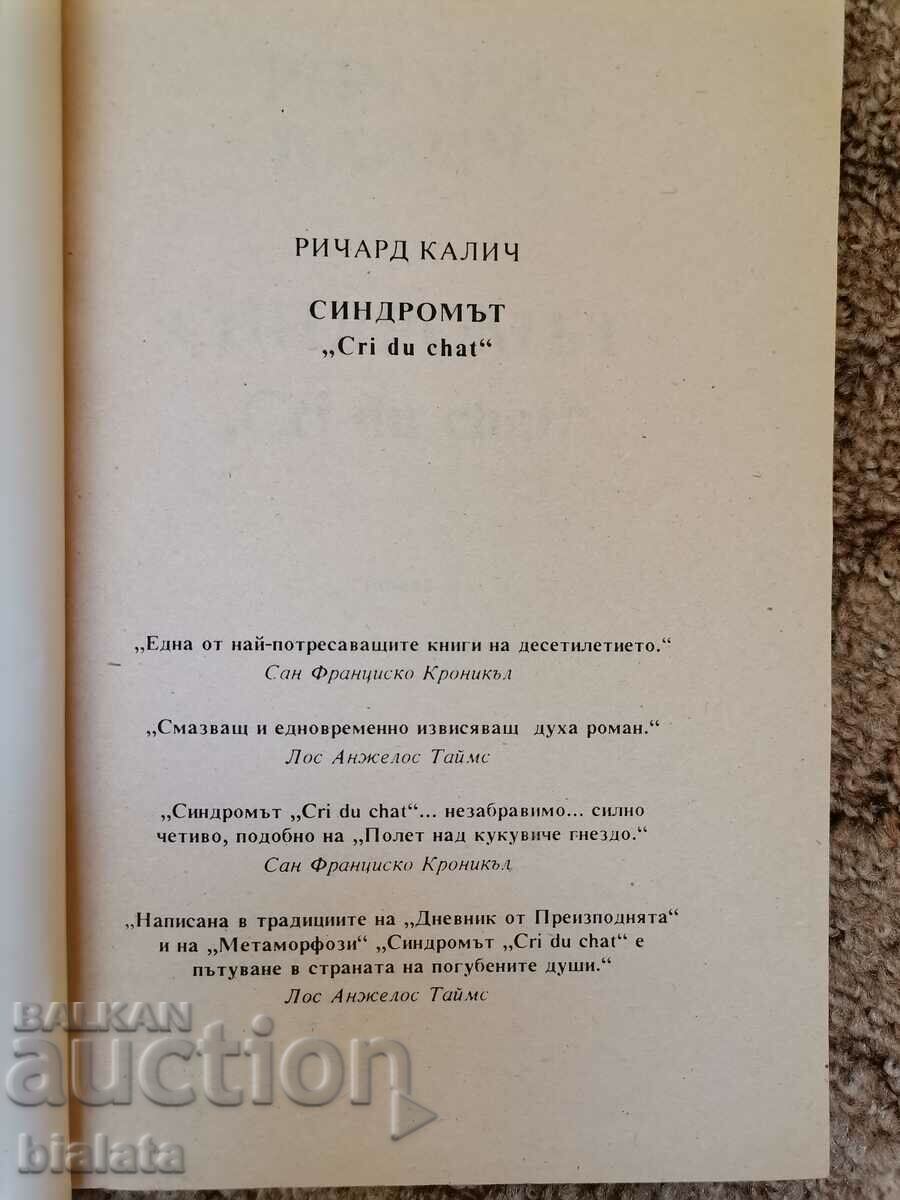 РИЧАРД КАЛИЧ
СИНДРОМЪТ
„Cri du chat“
„Една от най-потресаващите книги на десетилетието.“
Сан Франциско Кроникъл
„Смазващ и едновременно извисяващ духа роман.“
Лос Анжелос Таймс
„Синдромът „Cri du chat“... незабравимо... силно
четиво, подобно на „Полет над кукувиче гнездо.“
Сан Франциско Кроникъл
„Написана в традициите на „Дневник от Преизподнята“
и на „Метаморфози“ „Синдромът „Cri du chat“ е
пътуване в страната на погубените души.“
Лос Анжелос Таймс
BALKAN
auction
bialata